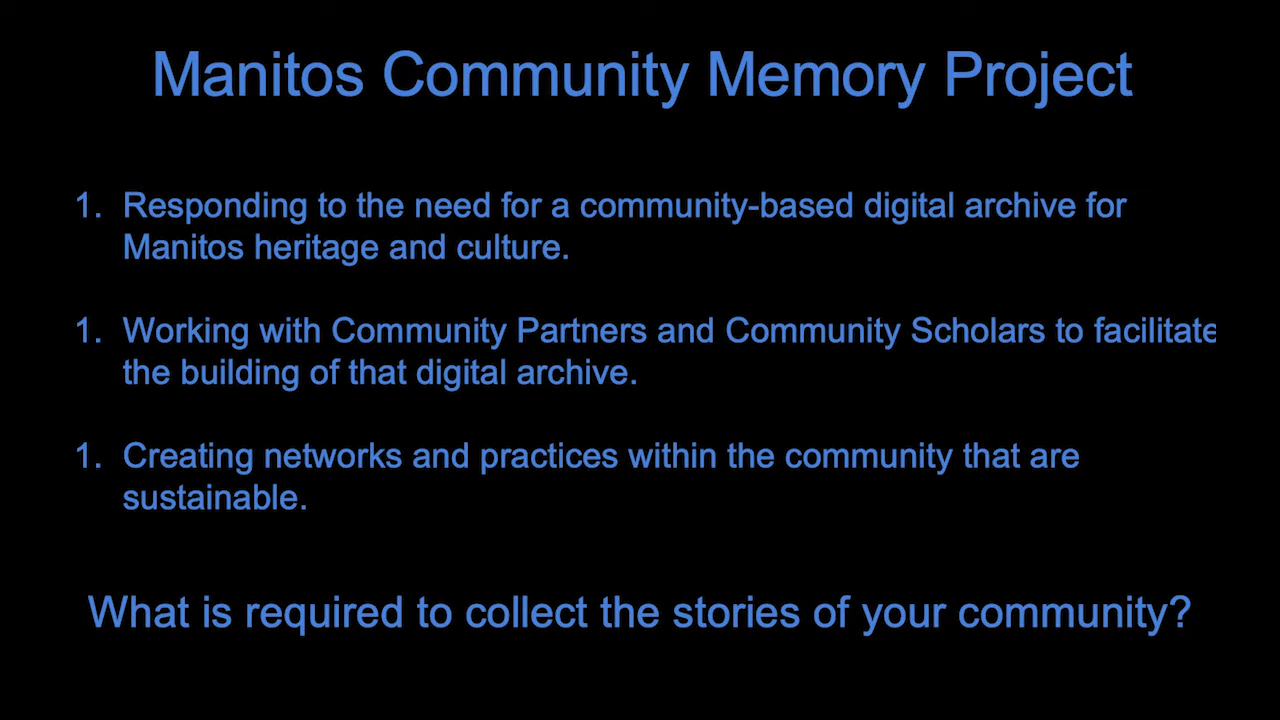 Manitos Community Memory Project
1. Responding to the need for a community-based digital archive for
Manitos heritage and culture.
1. Working with Community Partners and Community Scholars to facilitate
the building of that digital archive.
1. Creating networks and practices within the community that are
sustainable.
What is required to collect the stories of your community?